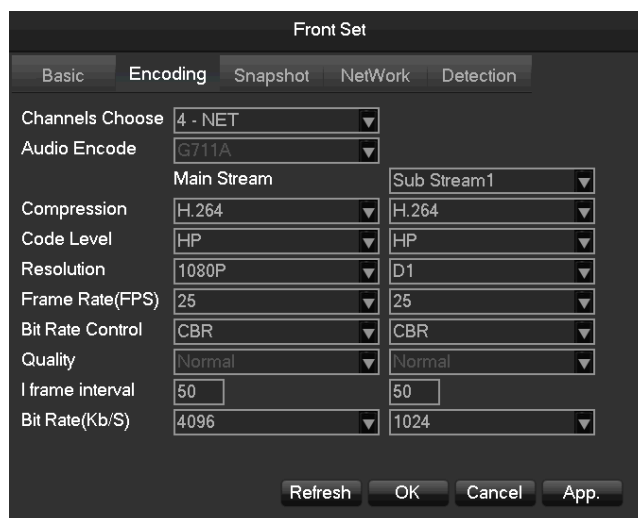 Front Set
Basic Encoding Snapshot NetWork Detection
Channels Choose 4 - NET
Audio Encode G711A
Main Stream Sub Stream1
Compression H.264 H.264
Code Level HP HP
Resolution 1080P D1
Frame Rate(FPS) 25 25
Bit Rate Control CBR CBR
Quality Normal Normal
I frame interval 50 50
Bit Rate(Kb/S) 4096 1024
Refresh OK Cancel App.